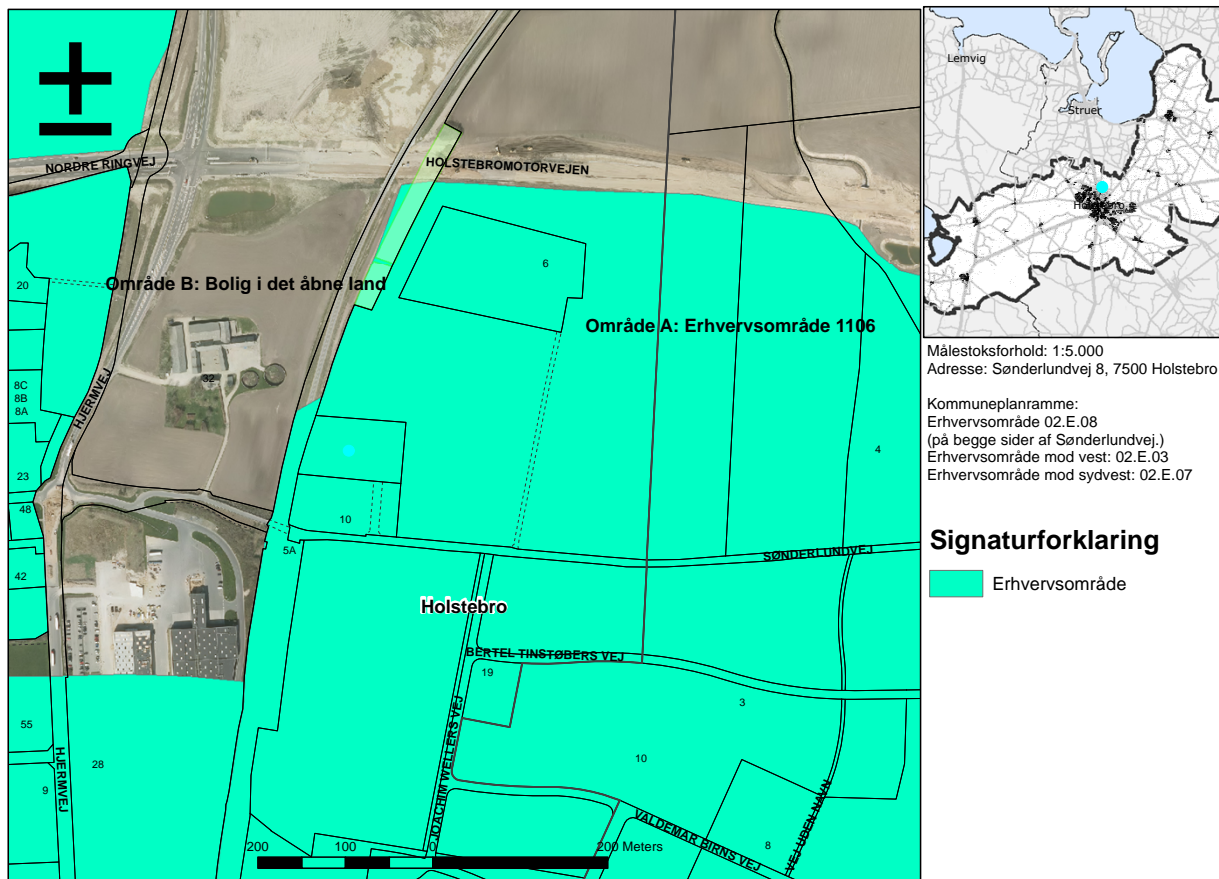 NORDRE RINGVEJ
HOLSTEBROMOTORVEJEN
6
20
Område B: Bolig i det åbne land
Område A: Erhvervsområde 1106
32
8C
8B
8A
HJERMVEJ
4
23
48
10
5A
SØNDERLUNDVEJ
42
Holstebro
BERTEL TINSTØBERS VEJ
19
3
55
JOACHIM WELLERS VEJ
10
28
HJERMVEJ
9
VALDEMAR BIRNS VEJ
VEJ UDEN NAVN
8
200 100 0 200 Meters
Lemvig
Struer
Målestoksforhold: 1:5.000
Adresse: Sønderlundvej 8, 7500 Holstebro
Kommuneplanramme:
Erhvervsområde 02.E.08
(på begge sider af Sønderlundvej.)
Erhvervsområde mod vest: 02.E.03
Erhvervsområde mod sydvest: 02.E.07
Signaturforklaring
Erhvervsområde